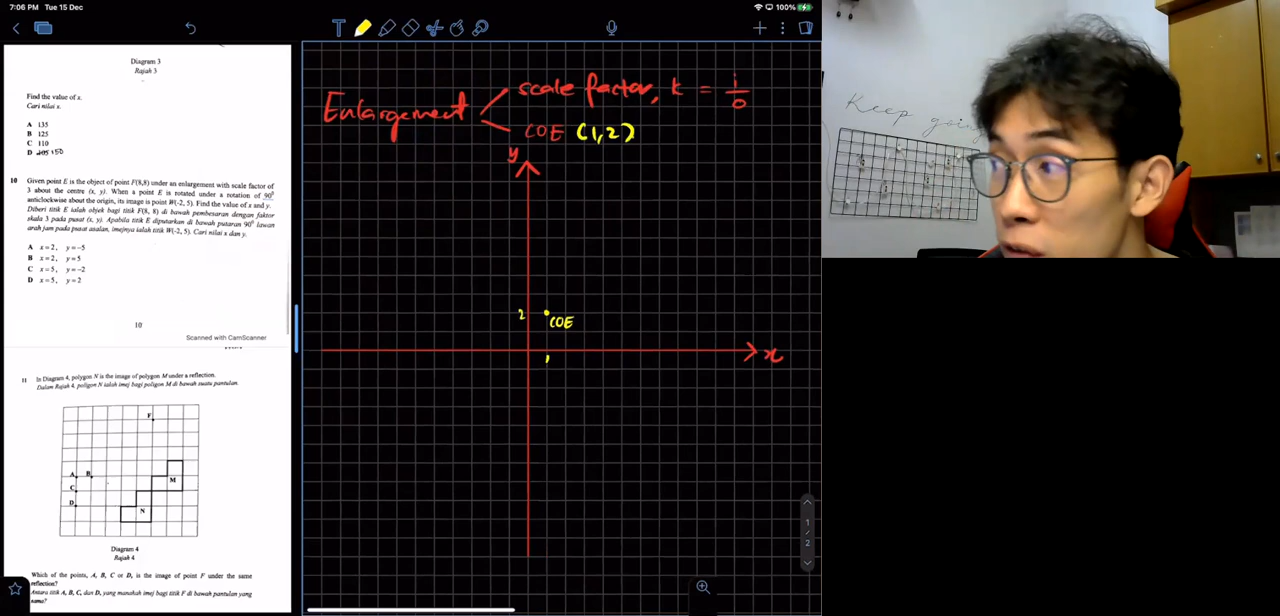 7:06 PM Tue 15 Dec
100%
Diagram 3
Rajah 3
Find the value of x.
Cari nilai x.
A 135
B 125
C 110
D 150
10 Given point E is the object of point F(8,8) under an enlargement with scale factor of
3 about the centre (x, y). When a point E is rotated under a rotation of 90°
anticlockwise about the origin, its image is point W(-2, 5). Find the value of x and y.
Diberi titik E ialah objek bagi titik F(8, 8) di bawah pembesaran dengan faktor
skala 3 pada pusat (x, y). Apabila titik E diputarkan di bawah putaran 90° lawan
arah jam pada pusat asalan, imejnya ialah titik W(-2, 5). Cari nilai x dan y.
A x = 2, y = -5
B x = 2, y = 5
C x = 5, y = -2
D x = 5, y = 2
10
Scanned with CamScanner
11 In Diagram 4, polygon N is the image of polygon M under a reflection.
Dalam Rajah 4, poligon N ialah imej bagi poligon M di bawah suatu pantulan.
F
A B
M
C
D
N
Diagram 4
Rajah 4
Which of the points, A, B, C or D, is the image of point F under the same
reflection?
Antara titik A, B, C, dan D, yang manakah imej bagi titik F di bawah pantulan yang
sama?
Enlargement
scale factor, k = i/o
COE (1,2)
y
2
COE
1
x
1
2
Keep going